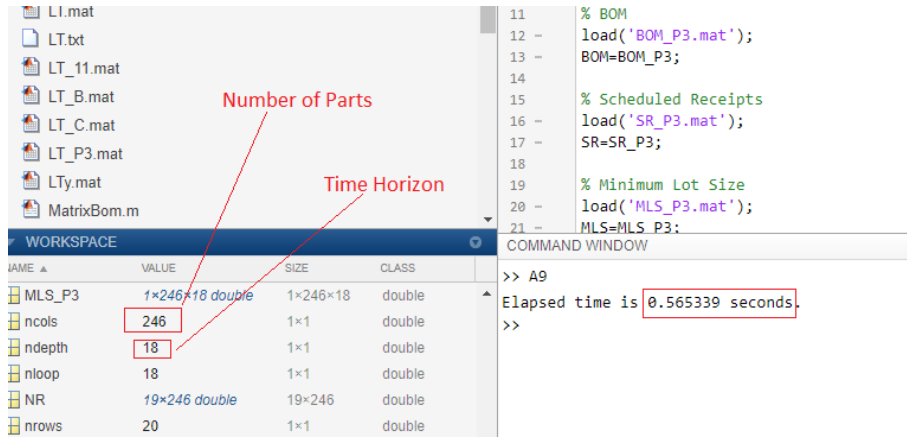 LT.mat
LT.txt
LT_11.mat
LT_B.mat
LT_C.mat
LT_P3.mat
LTy.mat
MatrixBom.m
Number of Parts
Time Horizon
WORKSPACE
NAME VALUE SIZE CLASS
MLS_P3 1×246×18 double 1×246×18 double
ncols 246 1×1 double
ndepth 18 1×1 double
nloop 18 1×1 double
NR 19×246 double 19×246 double
nrows 20 1×1 double
11 % BOM
12 – load('BOM_P3.mat');
13 – BOM=BOM_P3;
14
15 % Scheduled Receipts
16 – load('SR_P3.mat');
17 – SR=SR_P3;
18
19 % Minimum Lot Size
20 – load('MLS_P3.mat');
21 – MLS=MLS_P3;
COMMAND WINDOW
>> A9
Elapsed time is 0.565339 seconds.
>>